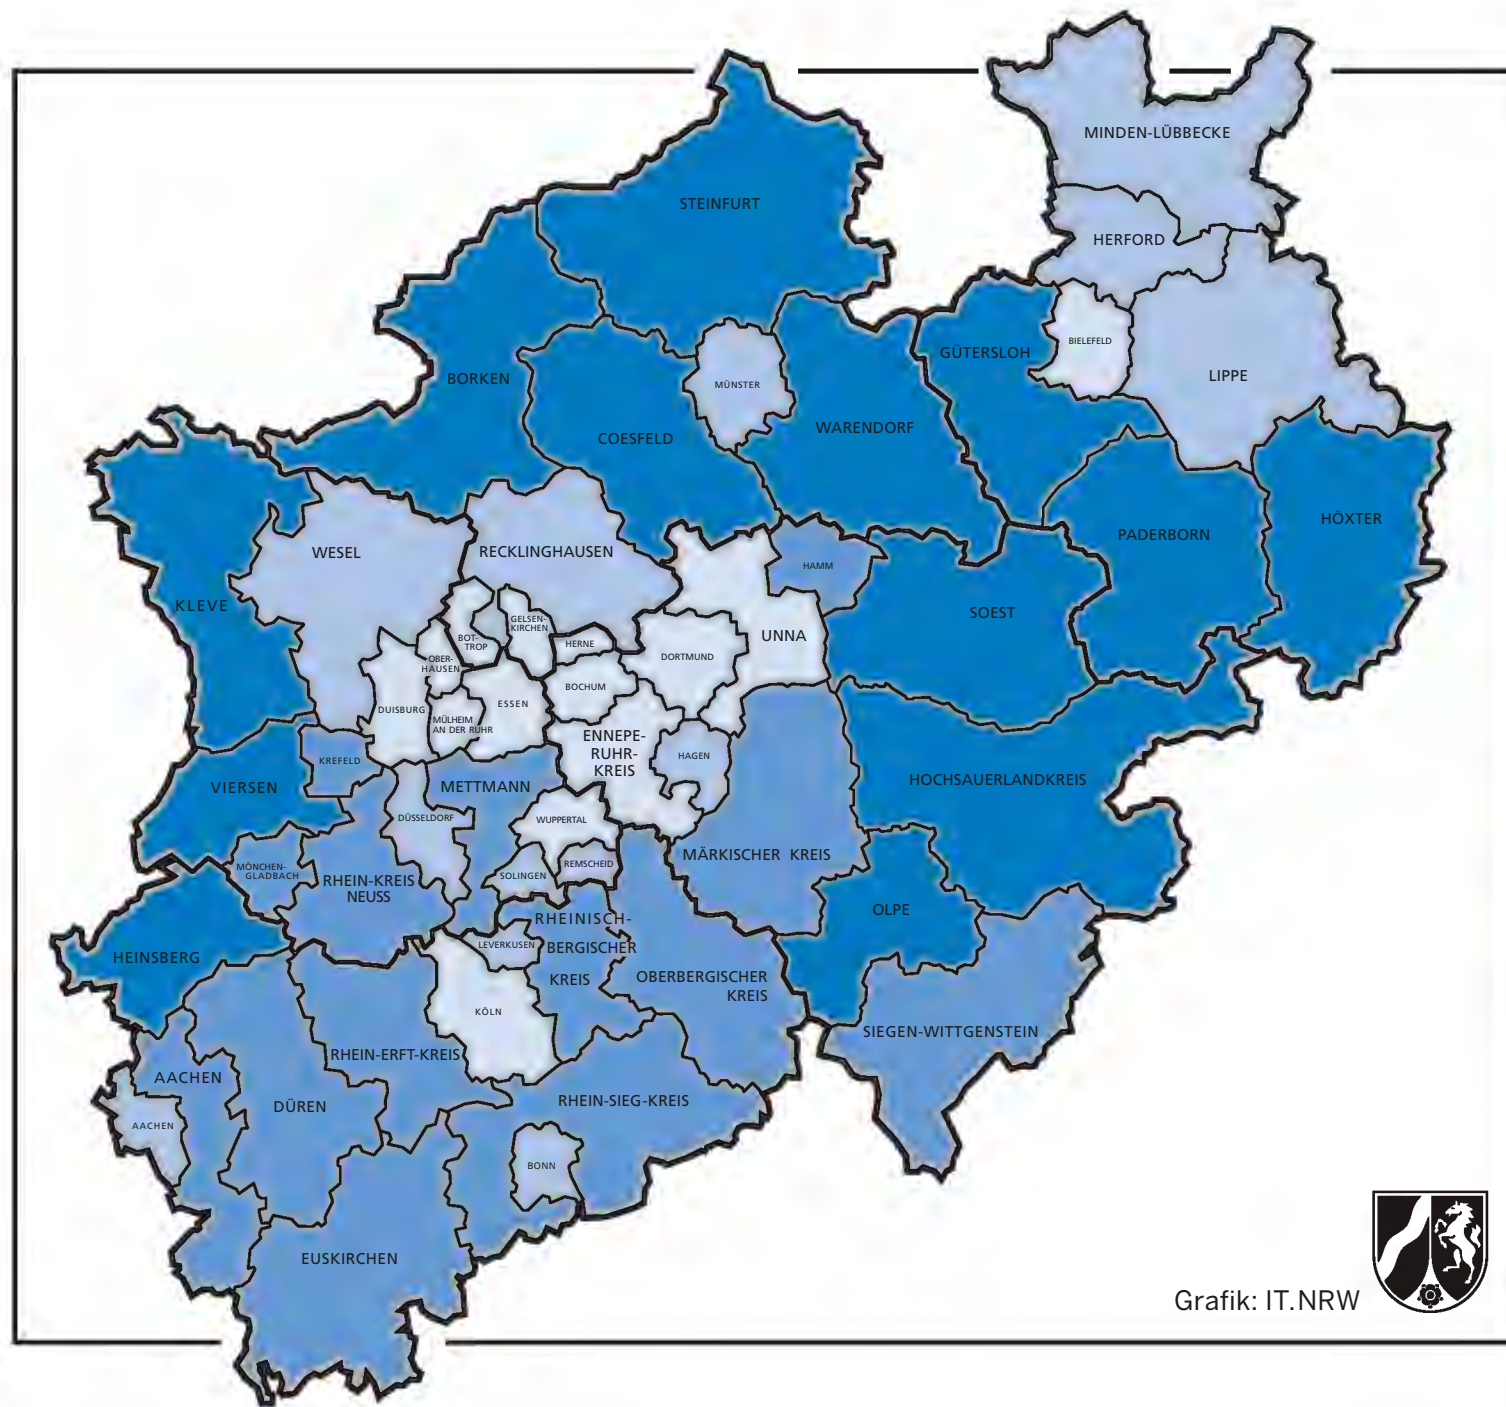 MINDEN-LÜBBECKE
STEINFURT
HERFORD
BIELEFELD
GÜTERSLOH
LIPPE
BORKEN
MÜNSTER
WARENDORF
COESFELD
HÖXTER
PADERBORN
WESEL
RECKLINGHAUSEN
HAMM
KLEVE
SOEST
GELSEN-
KIRCHEN
UNNA
BOT-
TROP
HERNE
DORTMUND
OBER-
HAUSEN
BOCHUM
DUISBURG
ESSEN
MÜLHEIM
AN DER RUHR
ENNEPE-
RUHR-
KREIS
HAGEN
KREFELD
HOCHSAUERLANDKREIS
VIERSEN
METTMANN
DÜSSELDORF
WUPPERTAL
MÄRKISCHER KREIS
REMSCHEID
MÖNCHEN-
GLADBACH
SOLINGEN
RHEIN-KREIS
NEUSS
OLPE
RHEINISCH-
BERGISCHER
KREIS
LEVERKUSEN
HEINSBERG
OBERBERGISCHER
KREIS
KÖLN
SIEGEN-WITTGENSTEIN
RHEIN-ERFT-KREIS
AACHEN
DÜREN
RHEIN-SIEG-KREIS
AACHEN
BONN
EUSKIRCHEN
Grafik: IT.NRW